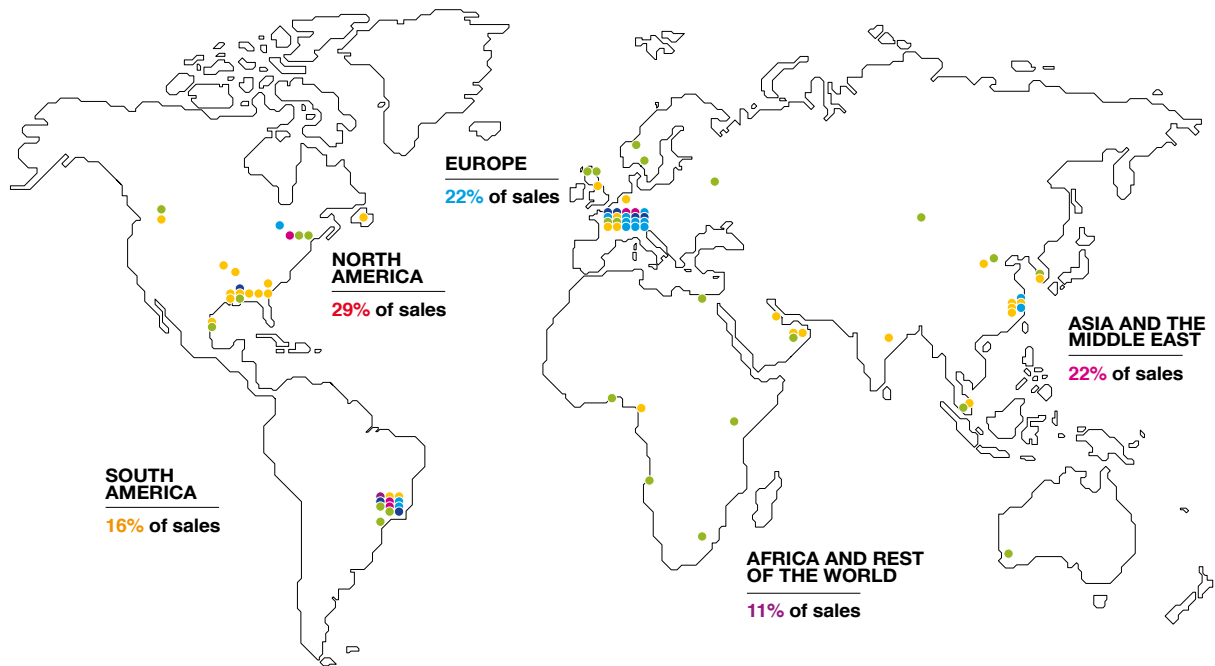 EUROPE
22% of sales
NORTH
AMERICA
29% of sales
ASIA AND THE
MIDDLE EAST
22% of sales
SOUTH
AMERICA
16% of sales
AFRICA AND REST
OF THE WORLD
11% of sales